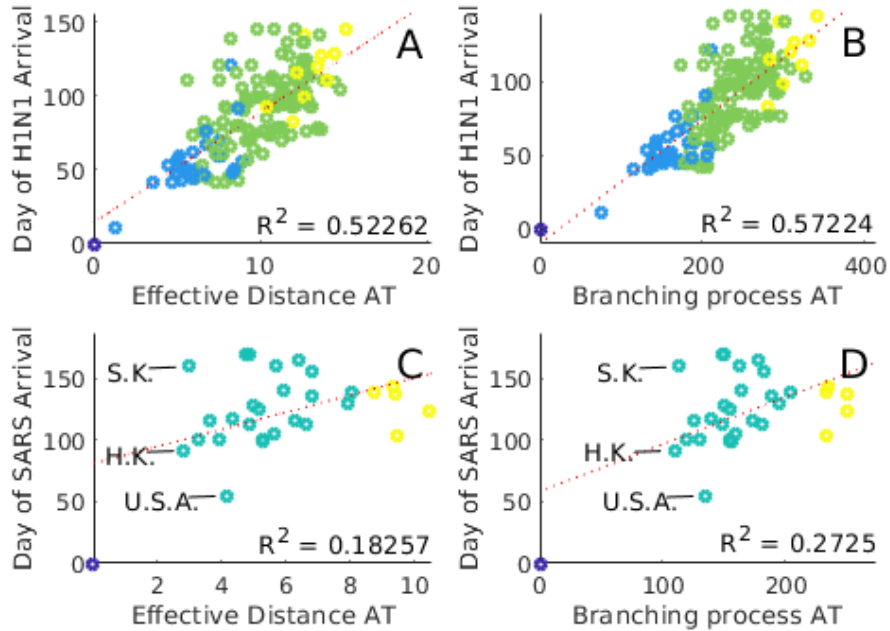 150
100
50
0
0
10
20
Day of H1N1 Arrival
Effective Distance AT
A
R² = 0.52262
150
100
50
0
0
200
400
Day of H1N1 Arrival
Branching process AT
B
R² = 0.57224
150
100
50
0
2
4
6
8
10
Day of SARS Arrival
Effective Distance AT
C
S.K.
H.K.
U.S.A.
R² = 0.18257
150
100
50
0
0
100
200
Day of SARS Arrival
Branching process AT
D
S.K.
H.K.
U.S.A.
R² = 0.2725